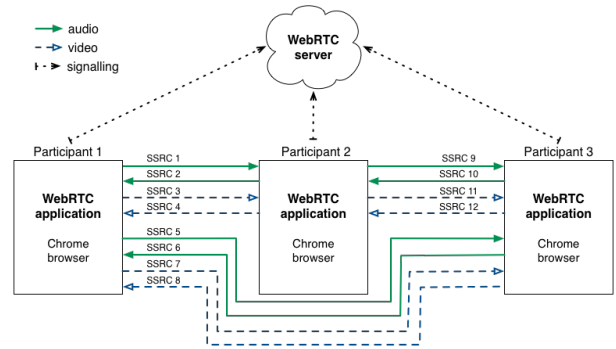 audio
video
signalling
WebRTC
server
Participant 1
Participant 2
Participant 3
WebRTC
application
Chrome
browser
SSRC 1
SSRC 2
SSRC 3
SSRC 4
SSRC 5
SSRC 6
SSRC 7
SSRC 8
WebRTC
application
Chrome
browser
SSRC 9
SSRC 10
SSRC 11
SSRC 12
WebRTC
application
Chrome
browser